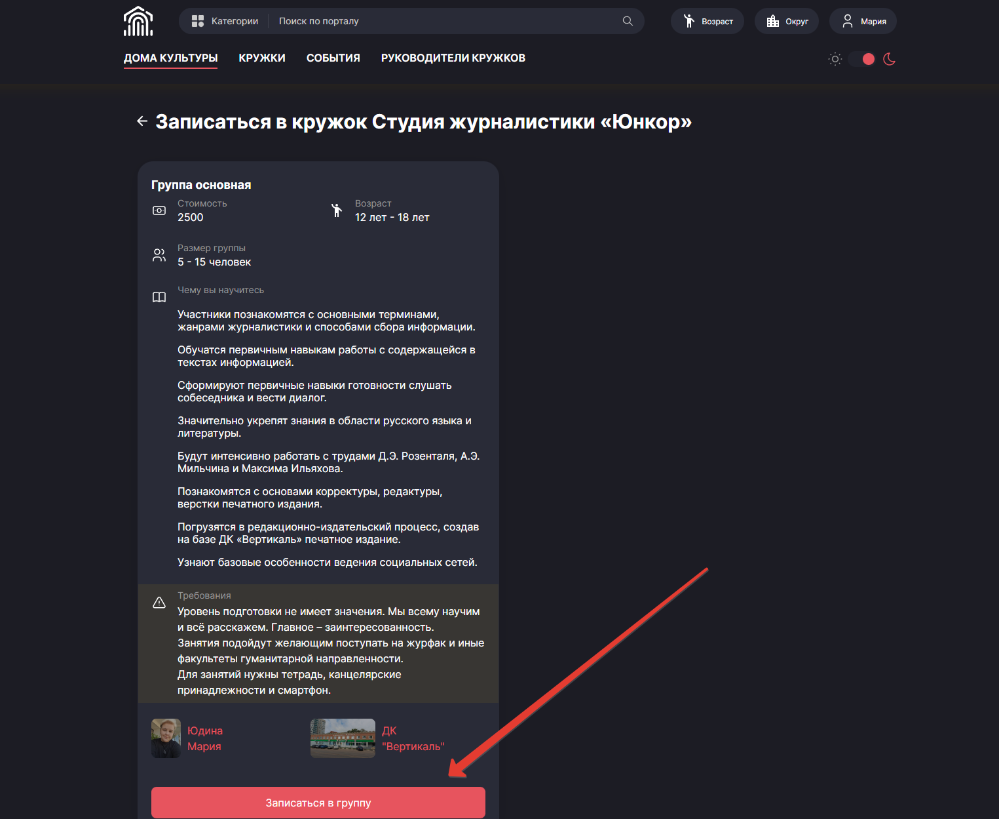 Категории
Поиск по порталу
Возраст
Округ
Мария
ДОМА КУЛЬТУРЫ
КРУЖКИ
СОБЫТИЯ
РУКОВОДИТЕЛИ КРУЖКОВ
Записаться в кружок Студия журналистики «Юнкор»
Группа основная
Стоимость
2500
Возраст
12 лет - 18 лет
Размер группы
5 - 15 человек
Чему вы научитесь
Участники познакомятся с основными терминами,
жанрами журналистики и способами сбора информации.
Обучатся первичным навыкам работы с содержащейся в
текстах информацией.
Сформируют первичные навыки готовности слушать
собеседника и вести диалог.
Значительно укрепят знания в области русского языка и
литературы.
Будут интенсивно работать с трудами Д.Э. Розенталя, А.Э.
Мильчина и Максима Ильяхова.
Познакомятся с основами корректуры, редактуры,
верстки печатного издания.
Погрузятся в редакционно-издательский процесс, создав
на базе ДК «Вертикаль» печатное издание.
Узнают базовые особенности ведения социальных сетей.
Требования
Уровень подготовки не имеет значения. Мы всему научим
и всё расскажем. Главное – заинтересованность.
Занятия подойдут желающим поступать на журфак и иные
факультеты гуманитарной направленности.
Для занятий нужны тетрадь, канцелярские
принадлежности и смартфон.
Юдина
Мария
ДК
"Вертикаль"
Записаться в группу